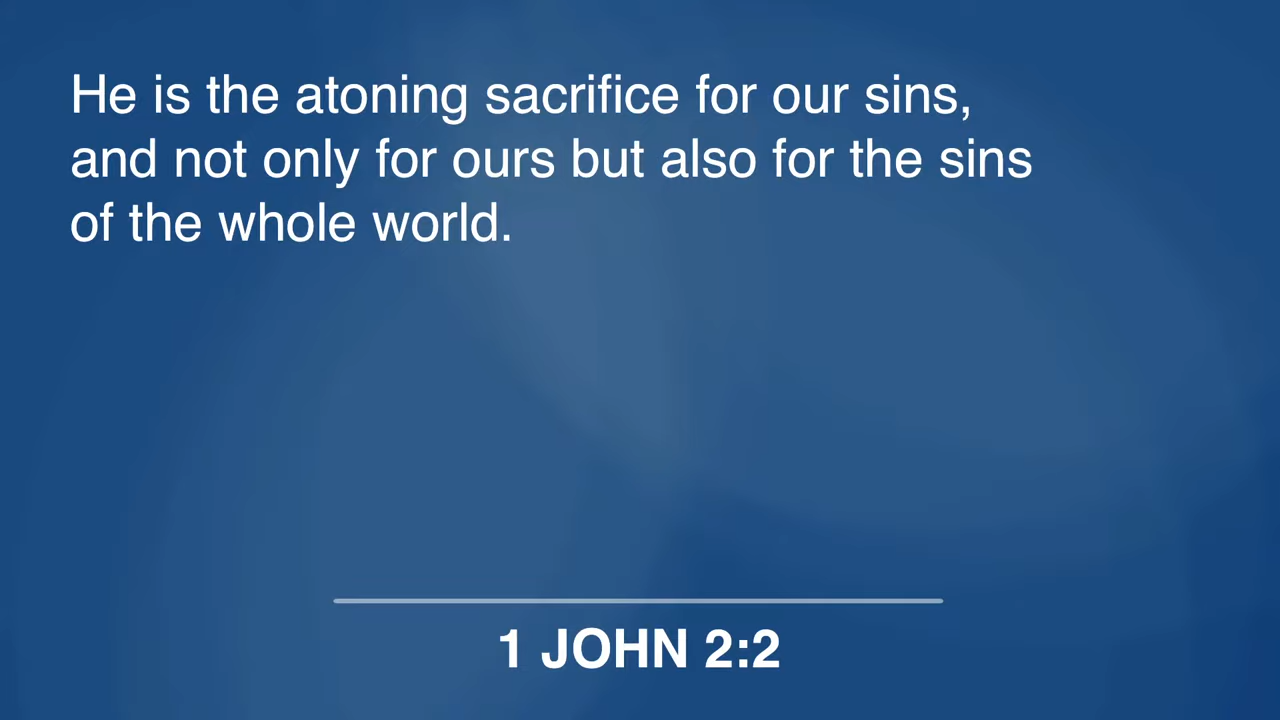 He is the atoning sacrifice for our sins,
and not only for ours but also for the sins
of the whole world.
1 JOHN 2:2